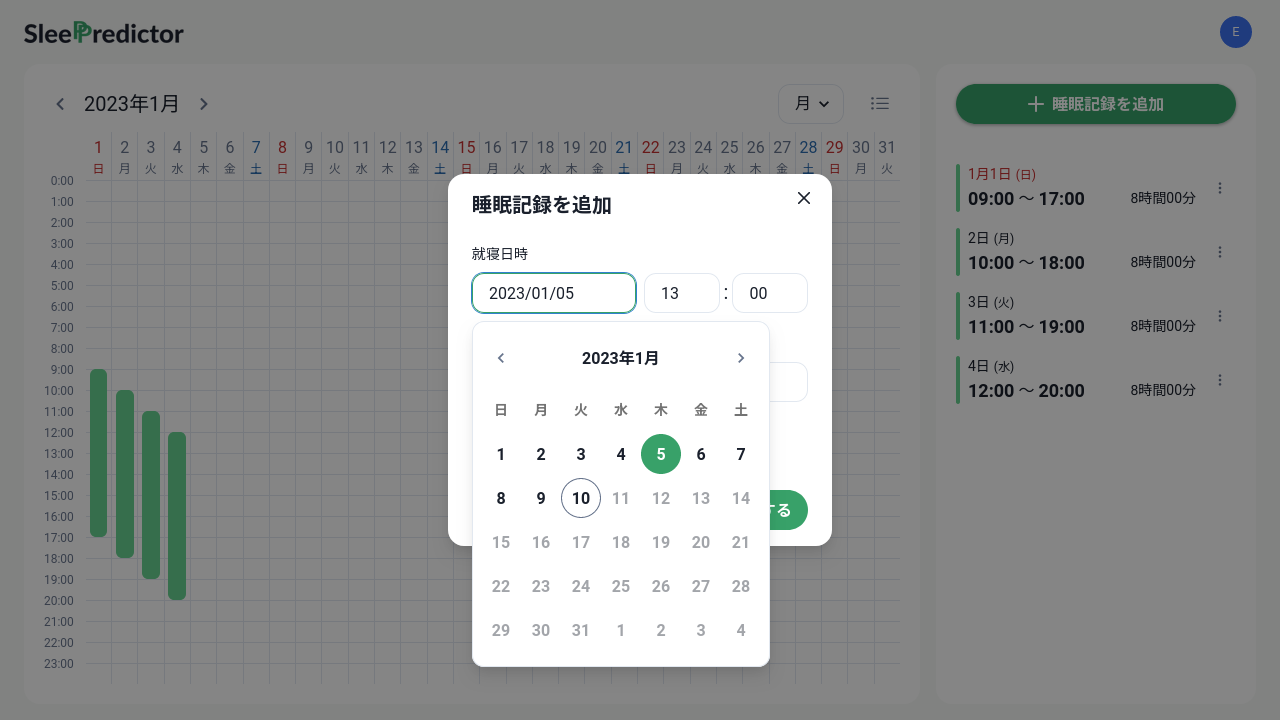 SleePredictor
E
2023年1月
月
睡眠記録を追加
1 2 3 4 5 6 7 8 9 10 11 12 13 14 15 16 17 18 19 20 21 22 23 24 25 26 27 28 29 30 31
日 月 火 水 木 金 土 日 月 火 水 木 金 土 日 月 火 水 木 金 土 日 月 火 水 木 金 土 日 月 火
0:00
1:00
2:00
3:00
4:00
5:00
6:00
7:00
8:00
9:00
10:00
11:00
12:00
13:00
14:00
15:00
16:00
17:00
18:00
19:00
20:00
21:00
22:00
23:00
睡眠記録を追加
就寝日時
2023/01/05 13 : 00
2023年1月
日 月 火 水 木 金 土
1 2 3 4 5 6 7
8 9 10 11 12 13 14
15 16 17 18 19 20 21
22 23 24 25 26 27 28
29 30 31 1 2 3 4
する
1月1日 (日)
09:00 〜 17:00 8時間00分
2日 (月)
10:00 〜 18:00 8時間00分
3日 (火)
11:00 〜 19:00 8時間00分
4日 (水)
12:00 〜 20:00 8時間00分